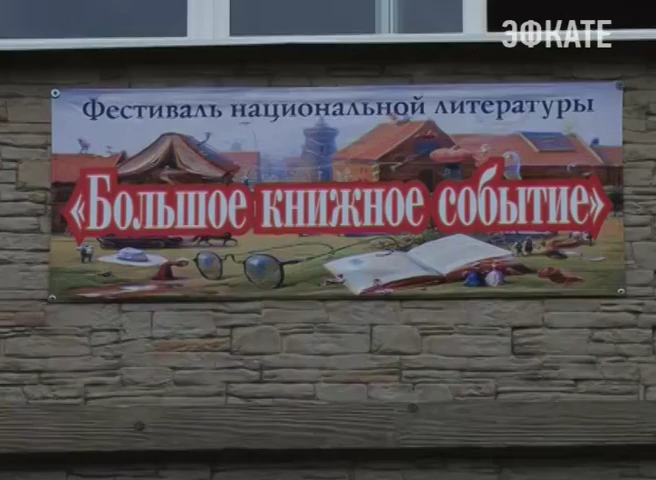 ЭФКАТЕ
Фестиваль национальной литературы
«Большое книжное событие»